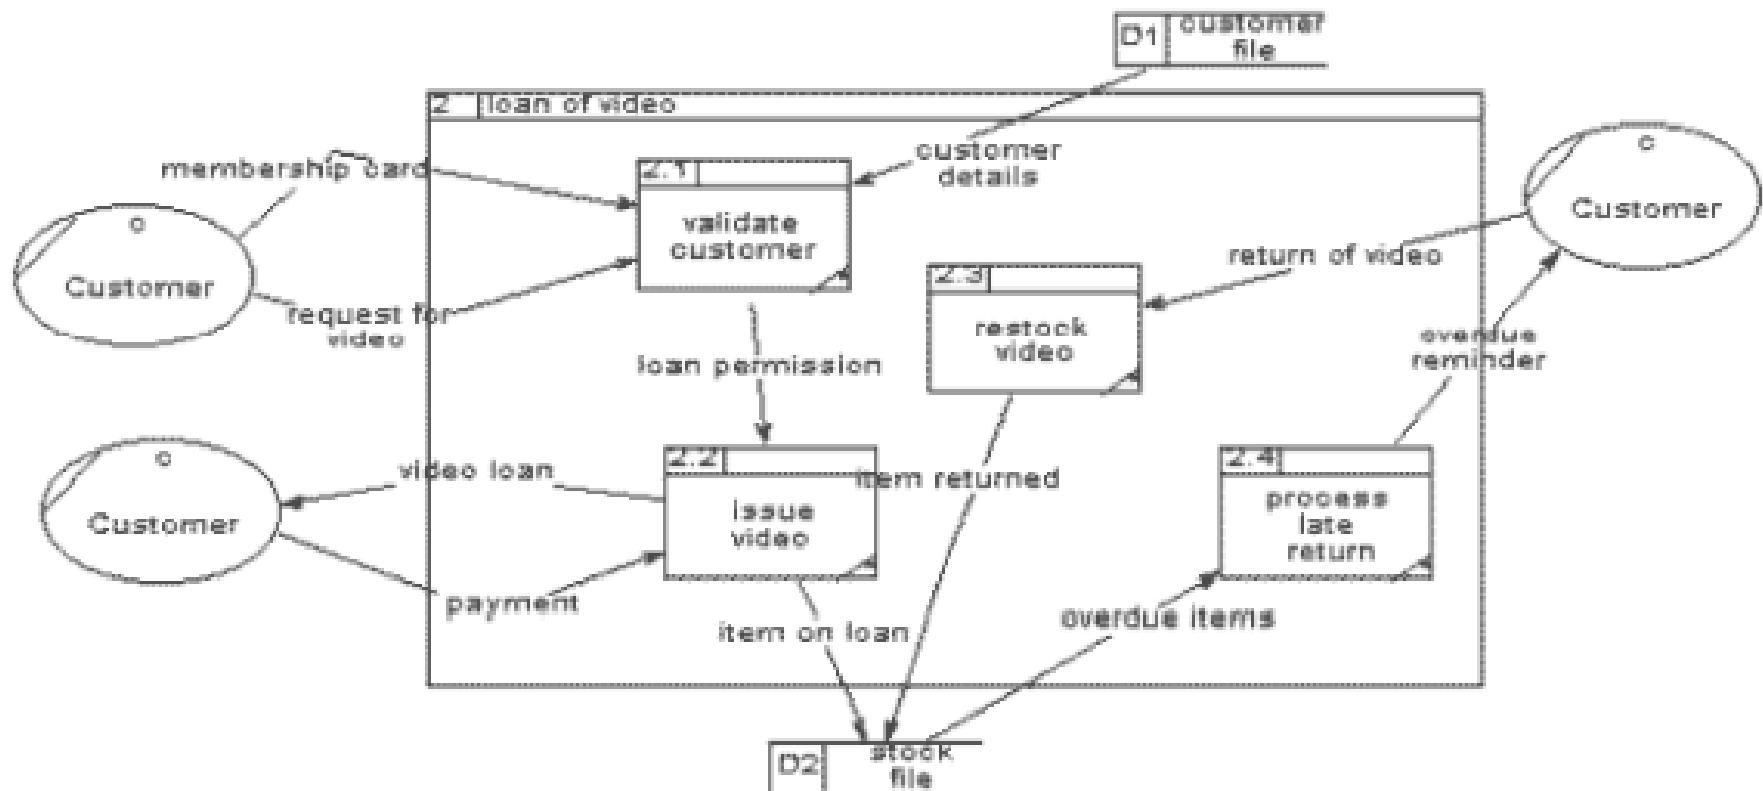 D1
customer
file
2
loan of video
membership card
2.1
customer
details
c
Customer
c
Customer
validate
customer
return of video
2.3
request for
video
restock
video
overdue
reminder
loan permission
c
Customer
video loan
2.2
item returned
2.4
issue
video
process
late
return
payment
item on loan
overdue items
D2
stock
file